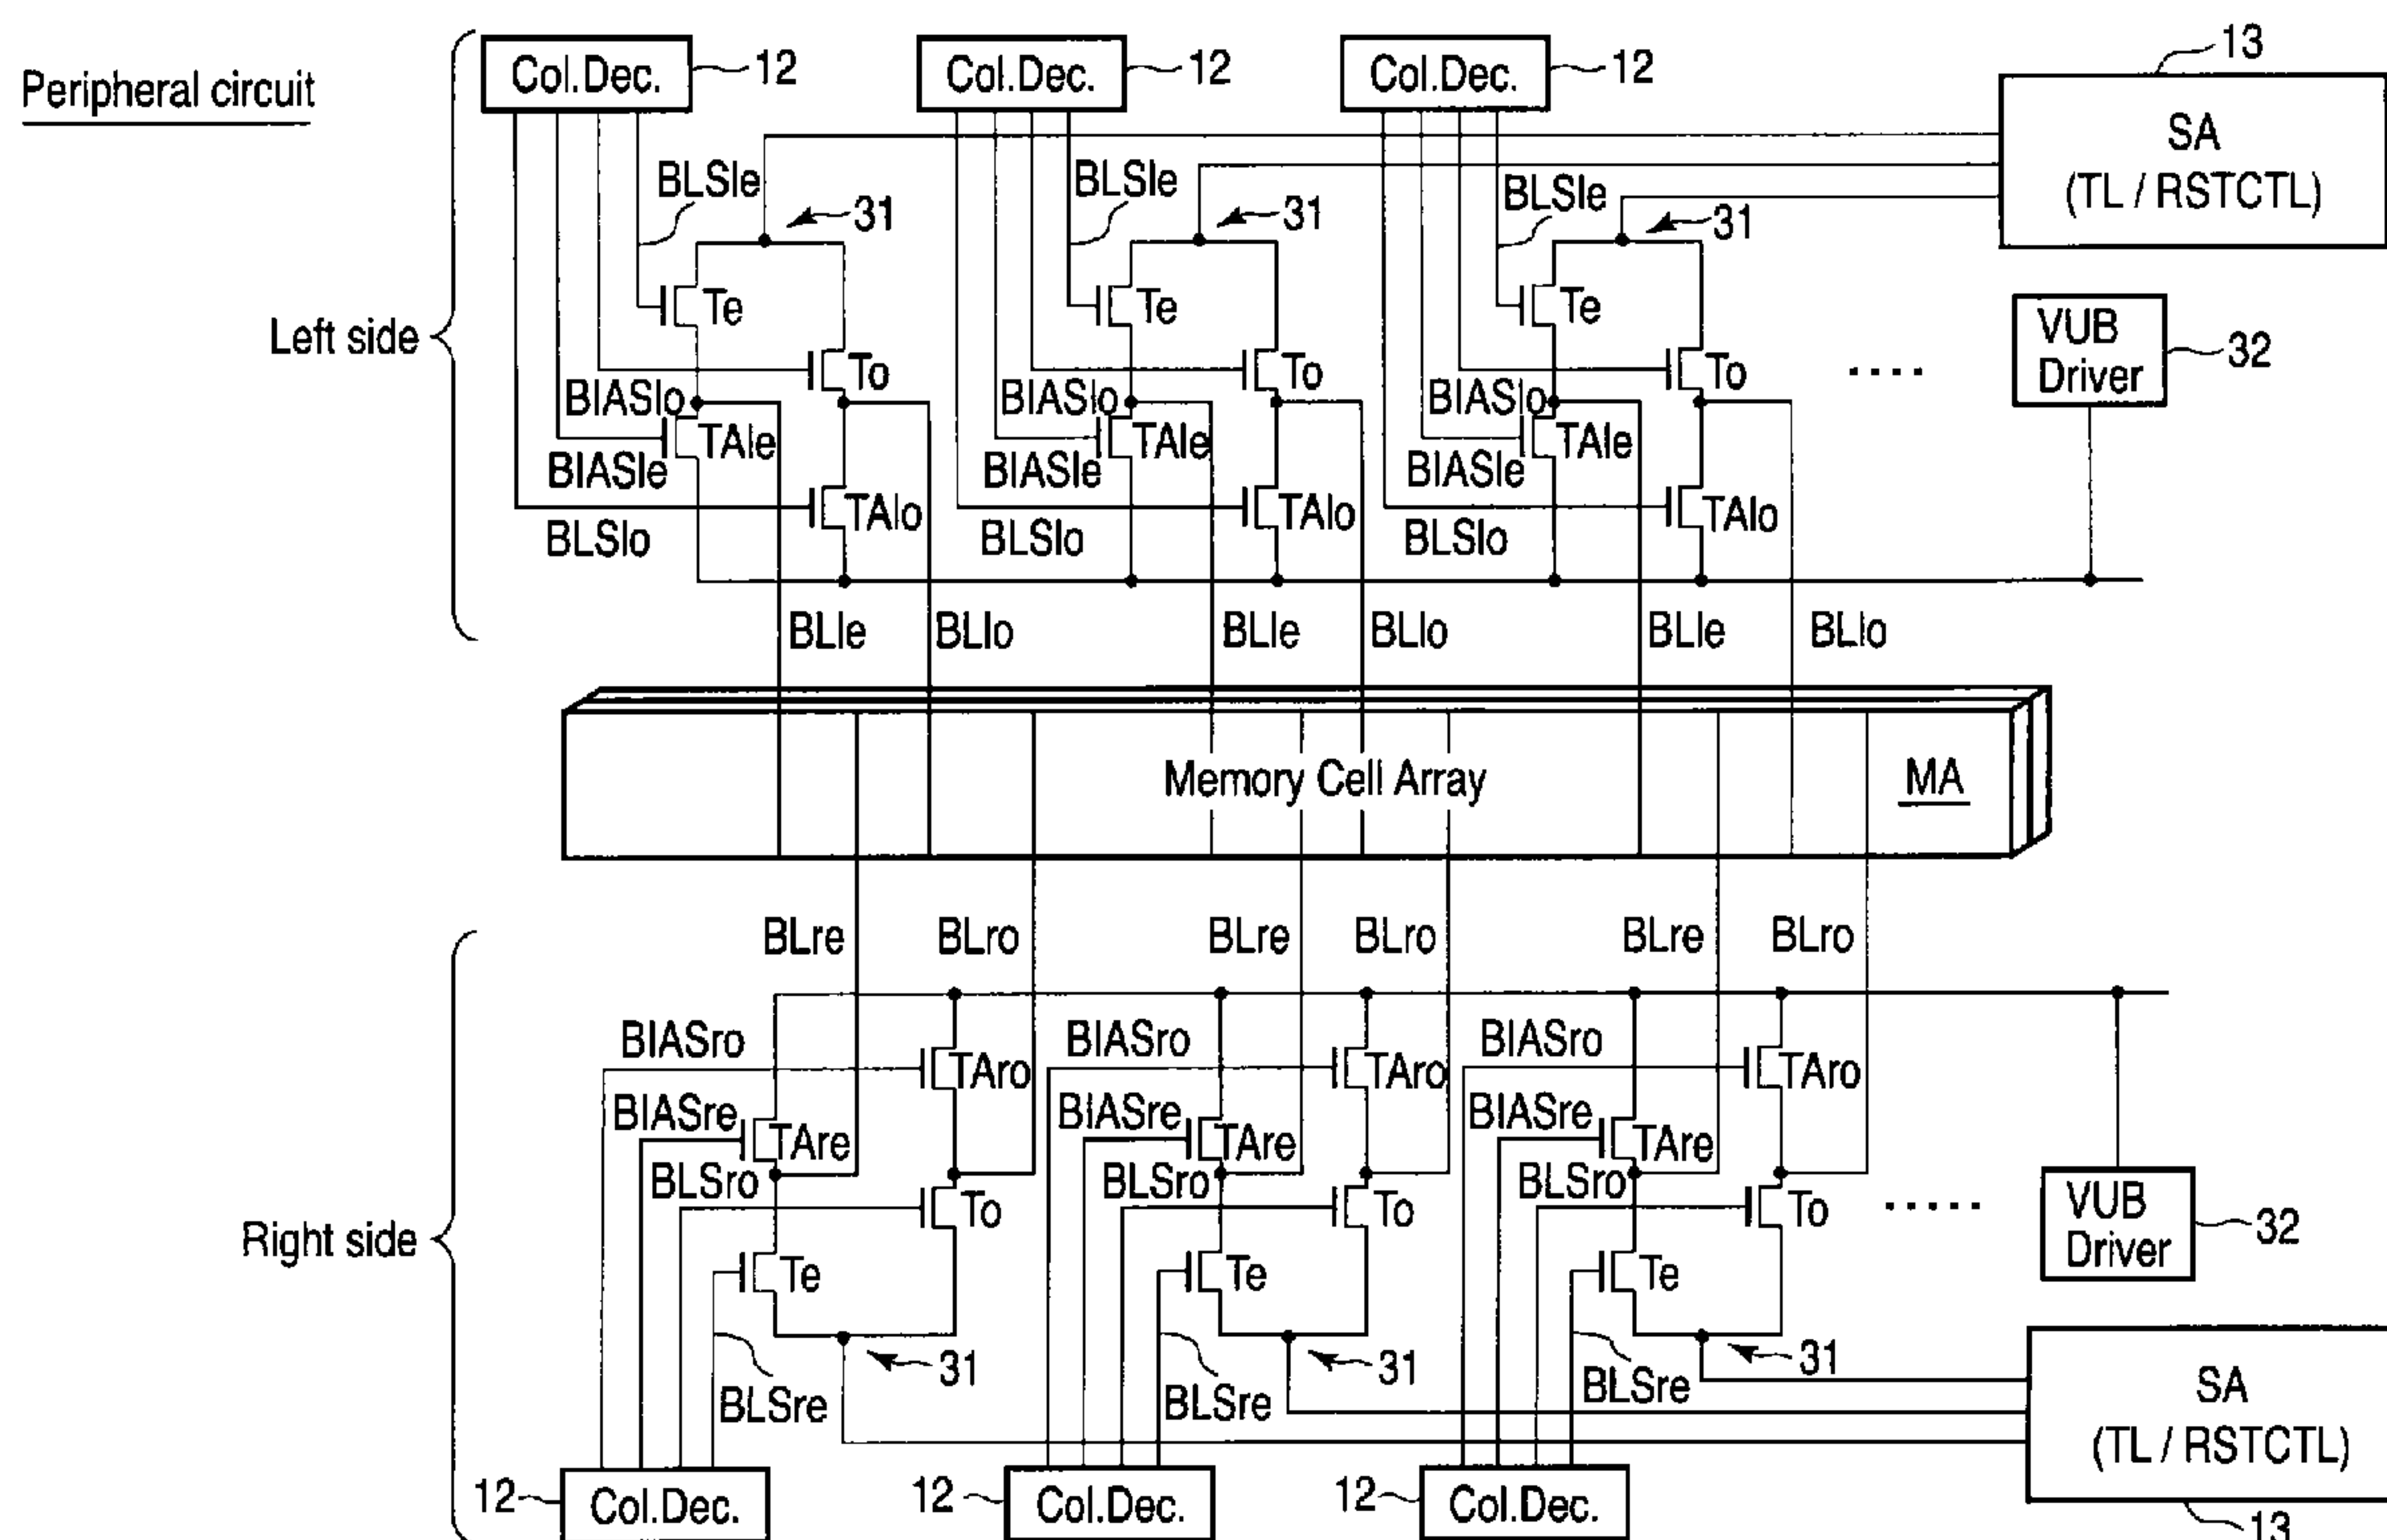 Peripheral circuit
Col.Dec. 12 Col.Dec. 12 Col.Dec. 12 13
SA
(TL / RSTCTL)
BLSle 31 BLSle 31 BLSle 31
Left side
Te Te Te
VUB
Driver 32
To To To ....
BIASlo BIASlo BIASlo
TAle TAle TAle
BIASle BIASle BIASle
TAlo TAlo TAlo
BLSlo BLSlo BLSlo
BLle BLlo BLle BLlo BLle BLlo
Memory Cell Array MA
BLre BLro BLre BLro BLre BLro
BIASro BIASro BIASro
TAro TAro TAro
BIASre BIASre BIASre
TAre TAre TAre
BLSro BLSro BLSro
To To To .....
VUB
Driver 32
Right side
Te Te Te
31 31 31
BLSre BLSre BLSre
SA
(TL / RSTCTL)
12 Col.Dec. 12 Col.Dec. 12 Col.Dec. 13